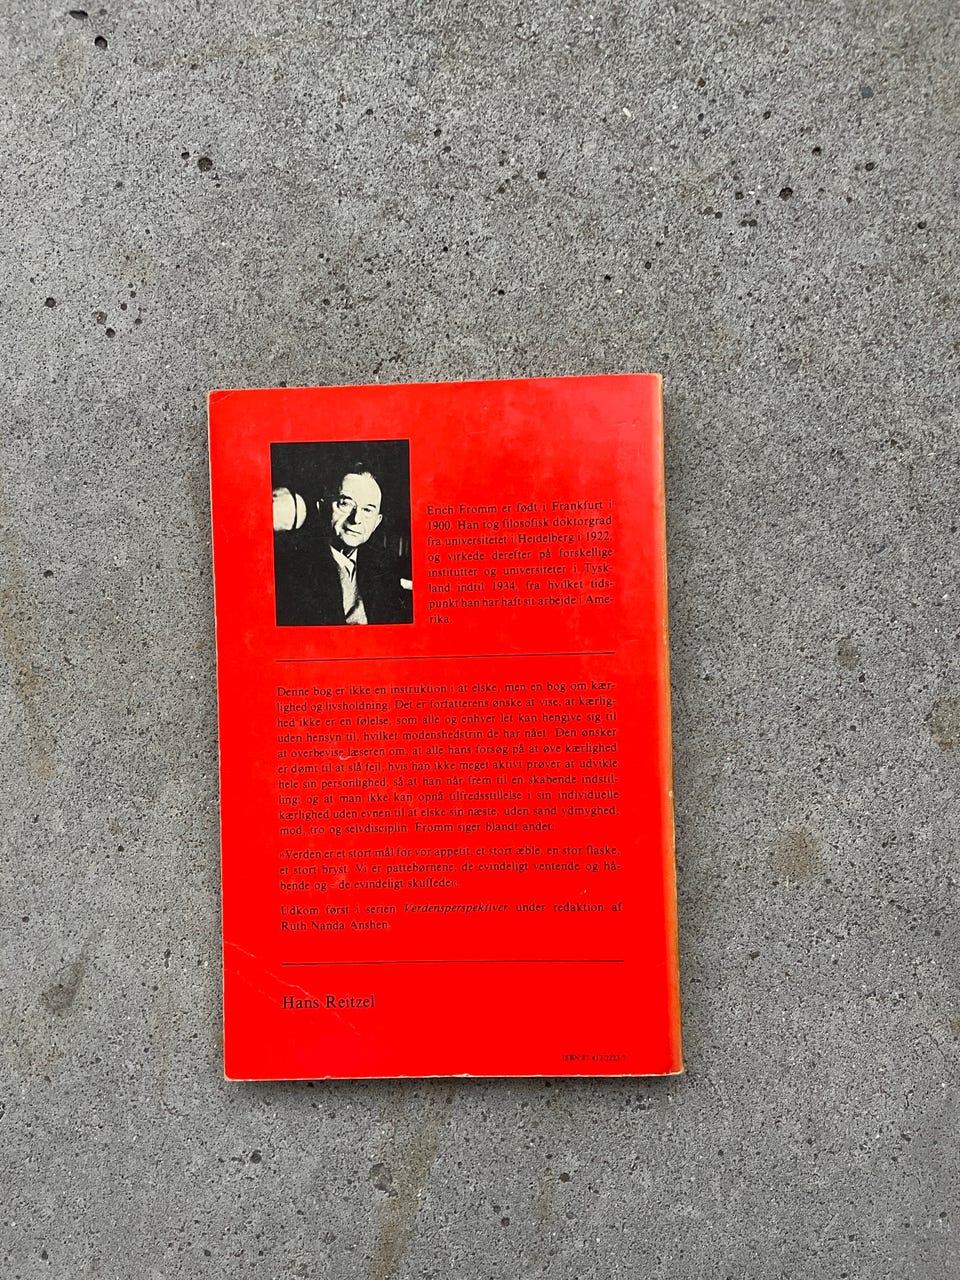 Erich Fromm er født i Frankfurt i
1900. Han tog filosofisk doktorgrad
fra universitetet i Heidelberg i 1922,
og virkede derefter på forskellige
institutter og universiteter i Tysk-
land indtil 1934, fra hvilket tids-
punkt han har haft sit arbejde i Ame-
rika.
Denne bog er ikke en instruktion i at elske, men en bog om kær-
lighed og livsholdning. Det er forfatterens ønske at vise, at kærlig-
hed ikke er en følelse, som alle og enhver let kan hengive sig til
uden hensyn til, hvilket modenshedstrin de har nået. Den ønsker
at overbevise læseren om, at alle hans forsøg på at øve kærlighed
er dømt til at slå fejl, hvis han ikke meget aktivt prøver at udvikle
hele sin personlighed, så at han når frem til en skabende indstil-
ling; og at man ikke kan opnå tilfredsstillelse i sin individuelle
kærlighed uden evnen til at elske sin næste, uden sand ydmyghed,
mod, tro og selvdisciplin. Fromm siger blandt andet:
»Verden er et stort mål for vor appetit, et stort æble, en stor flaske,
et stort bryst. Vi er pattebørnene, de evindeligt ventende og hå-
bende og – de evindeligt skuffede«.
Udkom først i serien Verdensperspektiver under redaktion af
Ruth Nanda Anshen.
Hans Reitzel
ISBN 87 412 2223 7